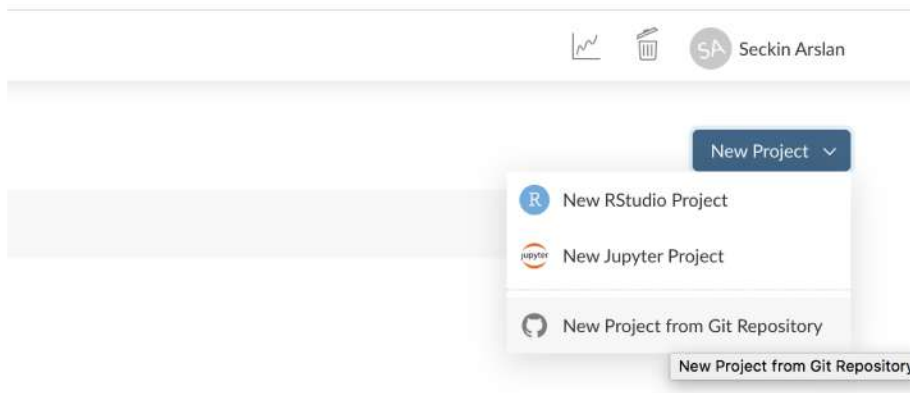 SA Seckin Arslan
New Project
R New RStudio Project
jupyter New Jupyter Project
New Project from Git Repository
New Project from Git Repository